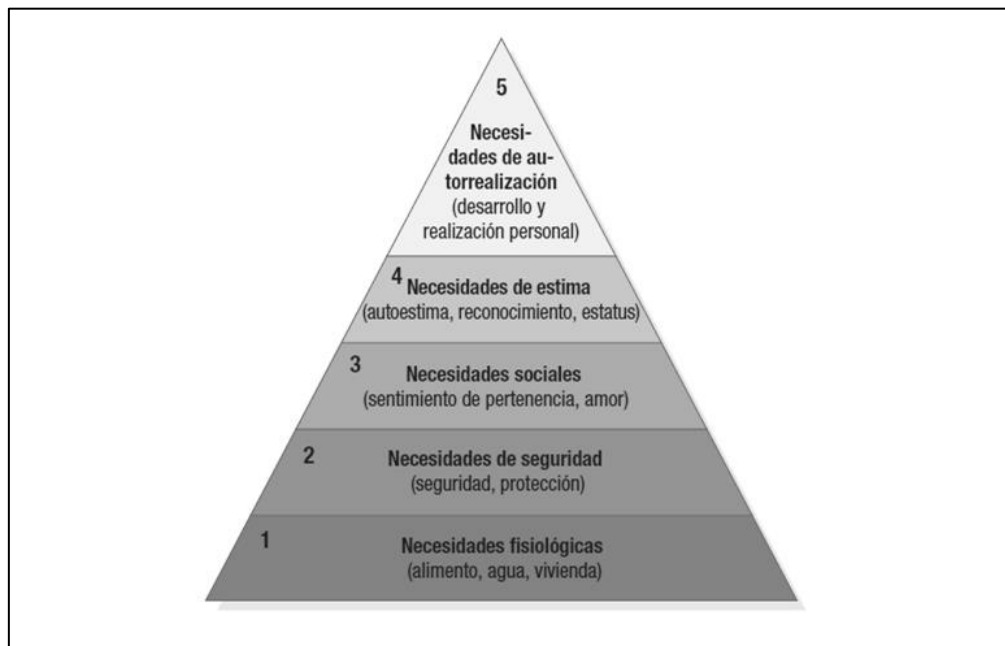 5
Necesi-
dades de au-
torrealización
(desarrollo y
realización personal)
4
Necesidades de estima
(autoestima, reconocimiento, estatus)
3
Necesidades sociales
(sentimiento de pertenencia, amor)
2
Necesidades de seguridad
(seguridad, protección)
1
Necesidades fisiológicas
(alimento, agua, vivienda)